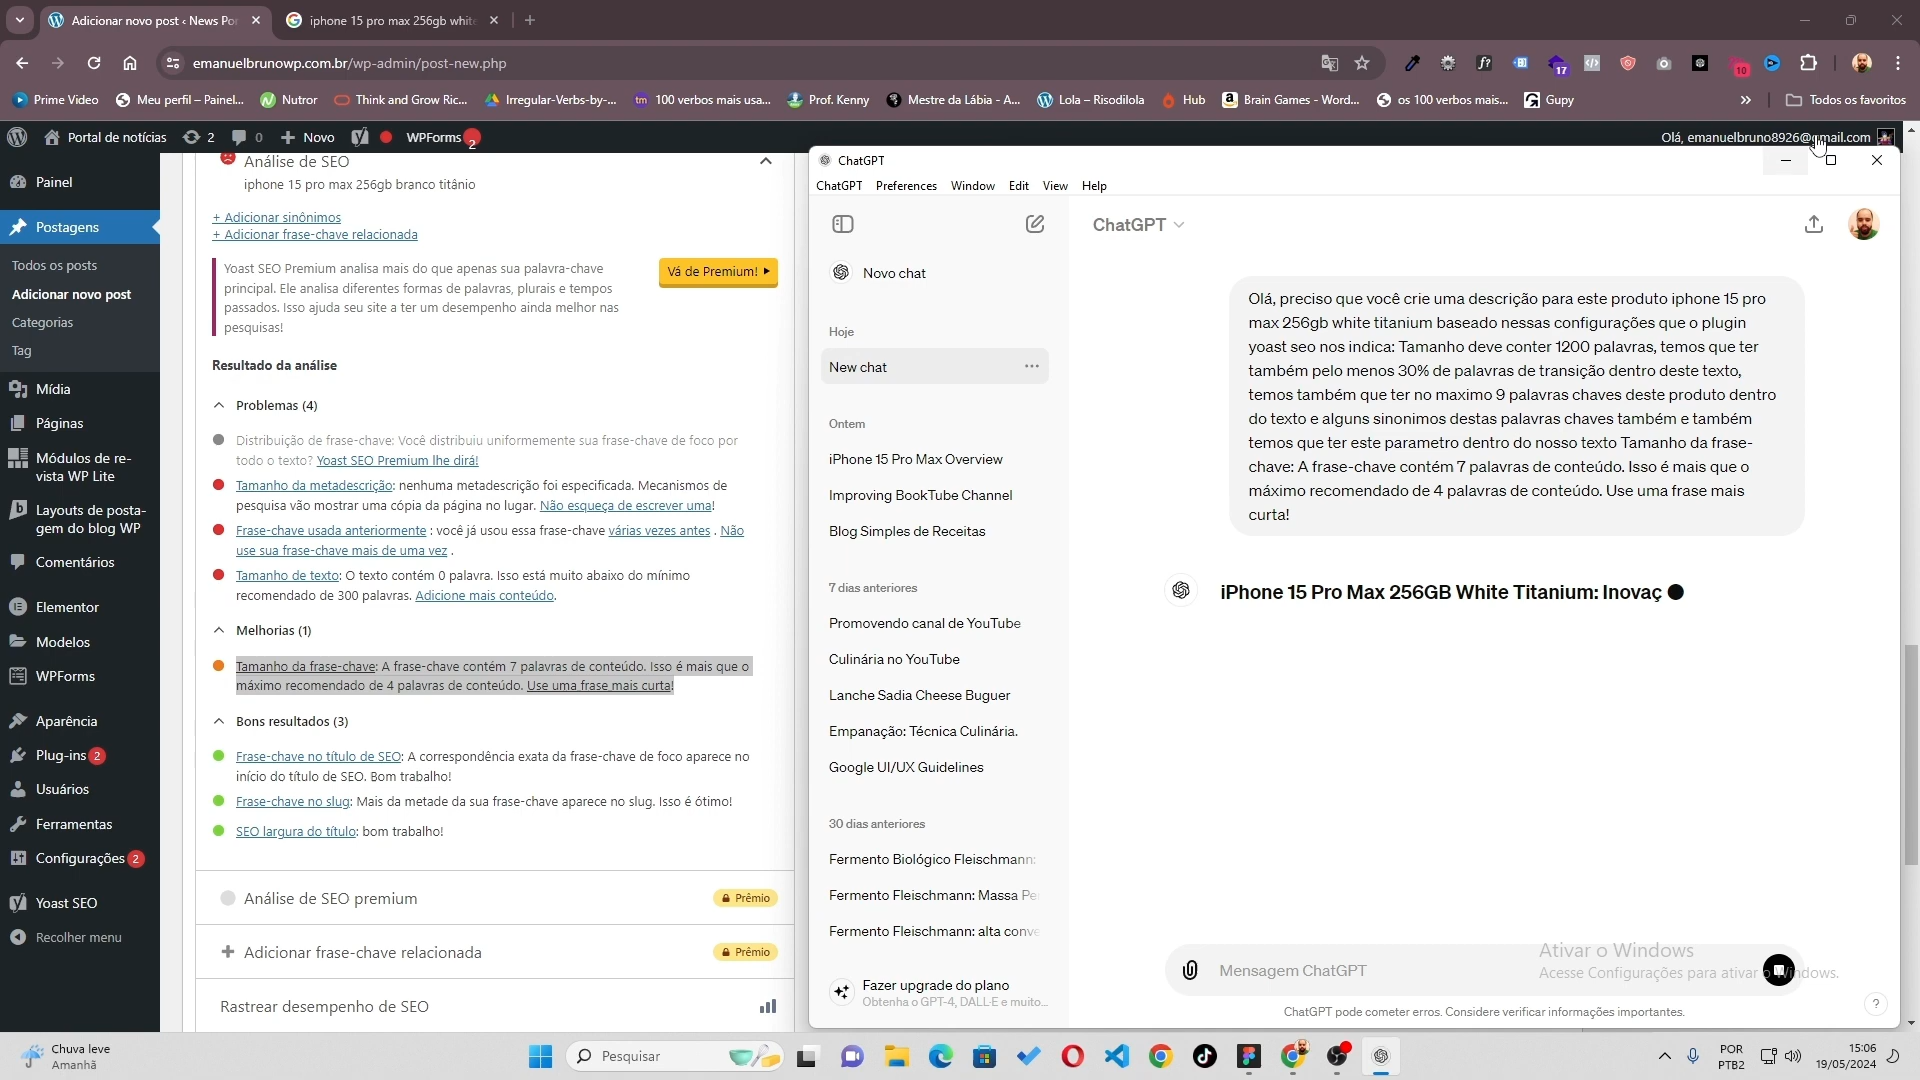 Adicionar novo post ‹ News Po
iphone 15 pro max 256gb white
emanuelbrunowp.com.br/wp-admin/post-new.php
17
10
Prime Video
Meu perfil – Painel...
Nutror
Think and Grow Ric...
Irregular-Verbs-by-...
tm 100 verbos mais usa...
Prof. Kenny
Mestre da Lábia - A...
Lola – Risodilola
Hub
Brain Games - Word...
os 100 verbos mais...
Gupy
»
Todos os favoritos
Portal de notícias
2
0
Novo
WPForms 2
Olá, emanuelbruno8926@gmail.com
Painel
Postagens
Todos os posts
Adicionar novo post
Categorias
Tag
Mídia
Páginas
Módulos de re-
vista WP Lite
Layouts de posta-
gem do blog WP
Comentários
Elementor
Modelos
WPForms
Aparência
Plug-ins 2
Usuários
Ferramentas
Configurações 2
Yoast SEO
Recolher menu
Análise de SEO
iphone 15 pro max 256gb branco titânio
+ Adicionar sinônimos
+ Adicionar frase-chave relacionada
Yoast SEO Premium analisa mais do que apenas sua palavra-chave
principal. Ele analisa diferentes formas de palavras, plurais e tempos
passados. Isso ajuda seu site a ter um desempenho ainda melhor nas
pesquisas!
Vá de Premium!
Resultado da análise
Problemas (4)
Distribuição de frase-chave: Você distribuiu uniformemente sua frase-chave de foco por
todo o texto? Yoast SEO Premium lhe dirá!
Tamanho da metadescrição: nenhuma metadescrição foi especificada. Mecanismos de
pesquisa vão mostrar uma cópia da página no lugar. Não esqueça de escrever uma!
Frase-chave usada anteriormente : você já usou essa frase-chave várias vezes antes . Não
use sua frase-chave mais de uma vez .
Tamanho de texto: O texto contém 0 palavra. Isso está muito abaixo do mínimo
recomendado de 300 palavras. Adicione mais conteúdo.
Melhorias (1)
Tamanho da frase-chave: A frase-chave contém 7 palavras de conteúdo. Isso é mais que o
máximo recomendado de 4 palavras de conteúdo. Use uma frase mais curta!
Bons resultados (3)
Frase-chave no título de SEO: A correspondência exata da frase-chave de foco aparece no
início do título de SEO. Bom trabalho!
Frase-chave no slug: Mais da metade da sua frase-chave aparece no slug. Isso é ótimo!
SEO largura do título: bom trabalho!
Análise de SEO premium
Prêmio
Adicionar frase-chave relacionada
Prêmio
Rastrear desempenho de SEO
ChatGPT
ChatGPT Preferences Window Edit View Help
Novo chat
Hoje
New chat
Ontem
iPhone 15 Pro Max Overview
Improving BookTube Channel
Blog Simples de Receitas
7 dias anteriores
Promovendo canal de YouTube
Culinária no YouTube
Lanche Sadia Cheese Buguer
Empanação: Técnica Culinária.
Google UI/UX Guidelines
30 dias anteriores
Fermento Biológico Fleischmann:
Fermento Fleischmann: Massa Pe
Fermento Fleischmann: alta conve
Fazer upgrade do plano
Obtenha o GPT-4, DALL·E e muito...
ChatGPT
Olá, preciso que você crie uma descrição para este produto iphone 15 pro
max 256gb white titanium baseado nessas configurações que o plugin
yoast seo nos indica: Tamanho deve conter 1200 palavras, temos que ter
também pelo menos 30% de palavras de transição dentro deste texto,
temos também que ter no maximo 9 palavras chaves deste produto dentro
do texto e alguns sinonimos destas palavras chaves também e também
temos que ter este parametro dentro do nosso texto Tamanho da frase-
chave: A frase-chave contém 7 palavras de conteúdo. Isso é mais que o
máximo recomendado de 4 palavras de conteúdo. Use uma frase mais
curta!
iPhone 15 Pro Max 256GB White Titanium: Inovaç
Mensagem ChatGPT
Ativar o Windows
Acesse Configurações para ativar o Windows.
ChatGPT pode cometer erros. Considere verificar informações importantes.
?
Chuva leve
Amanhã
Pesquisar
POR
PTB2
15:06
19/05/2024